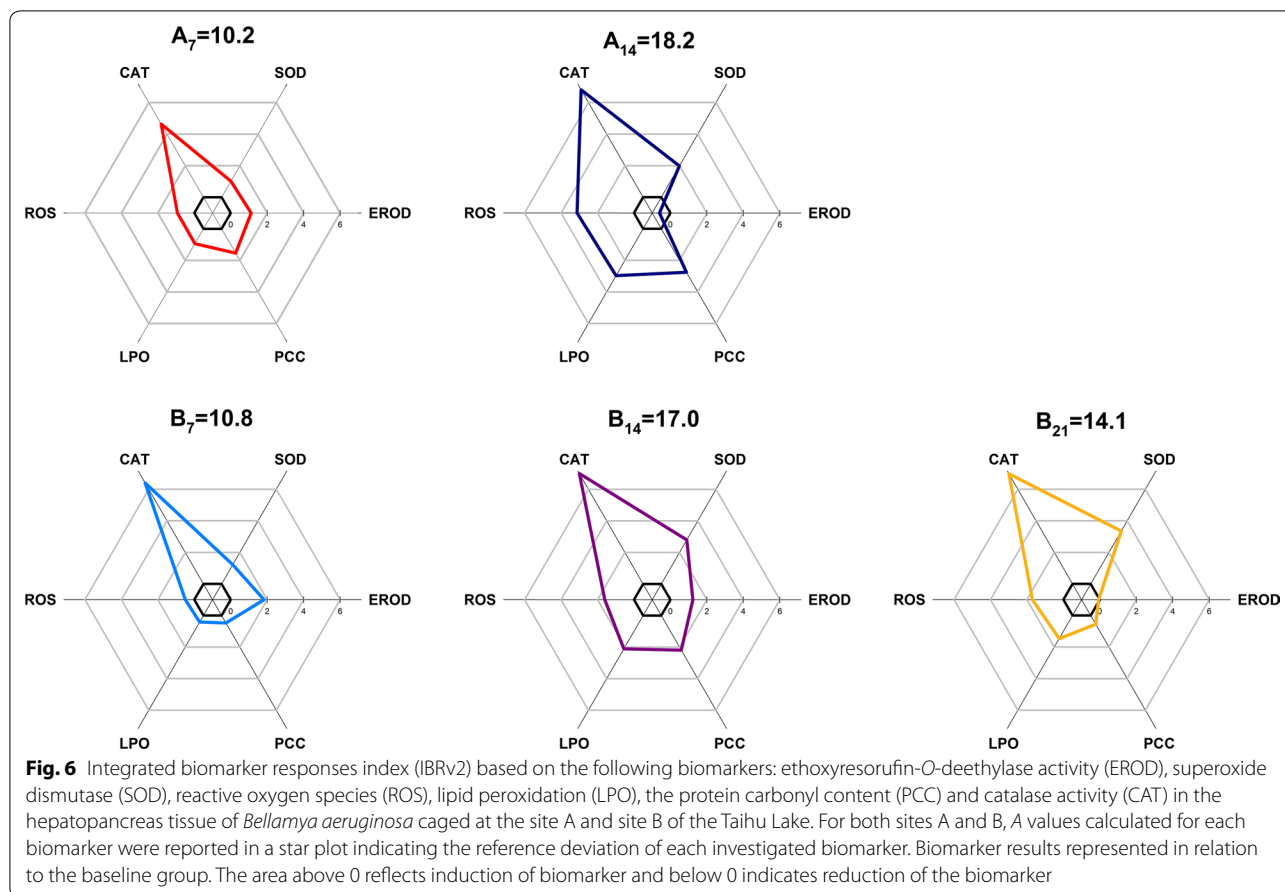 A7=10.2
CAT
SOD
ROS
0 2 4 6
EROD
LPO
PCC
A14=18.2
CAT
SOD
ROS
0 2 4 6
EROD
LPO
PCC
B7=10.8
CAT
SOD
ROS
0 2 4 6
EROD
LPO
PCC
B14=17.0
CAT
SOD
ROS
0 2 4 6
EROD
LPO
PCC
B21=14.1
CAT
SOD
ROS
0 2 4 6
EROD
LPO
PCC
Fig. 6 Integrated biomarker responses index (IBRv2) based on the following biomarkers: ethoxyresorufin-O-deethylase activity (EROD), superoxide
dismutase (SOD), reactive oxygen species (ROS), lipid peroxidation (LPO), the protein carbonyl content (PCC) and catalase activity (CAT) in the
hepatopancreas tissue of Bellamya aeruginosa caged at the site A and site B of the Taihu Lake. For both sites A and B, A values calculated for each
biomarker were reported in a star plot indicating the reference deviation of each investigated biomarker. Biomarker results represented in relation
to the baseline group. The area above 0 reflects induction of biomarker and below 0 indicates reduction of the biomarker